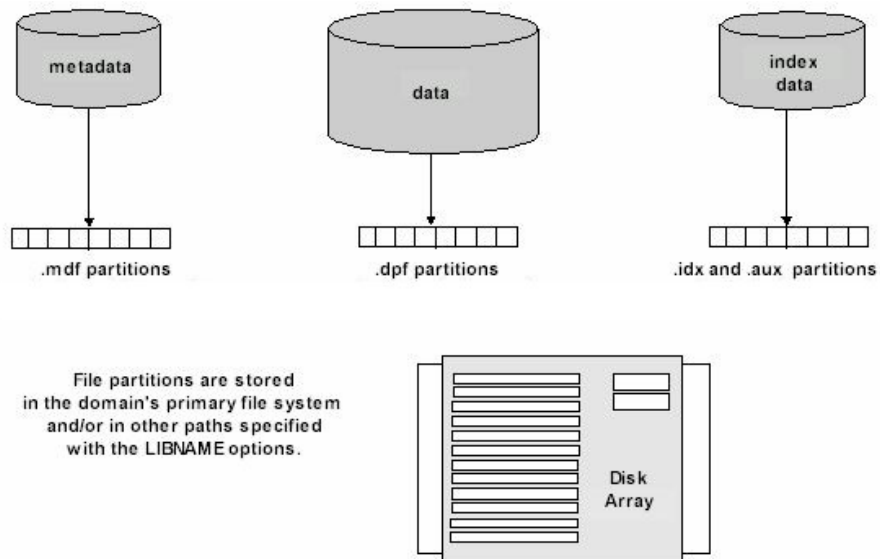 metadata
data
index
data
.mdf partitions
.dpf partitions
.idx and .aux partitions
File partitions are stored
in the domain's primary file system
and/or in other paths specified
with the LIBNAME options.
Disk
Array